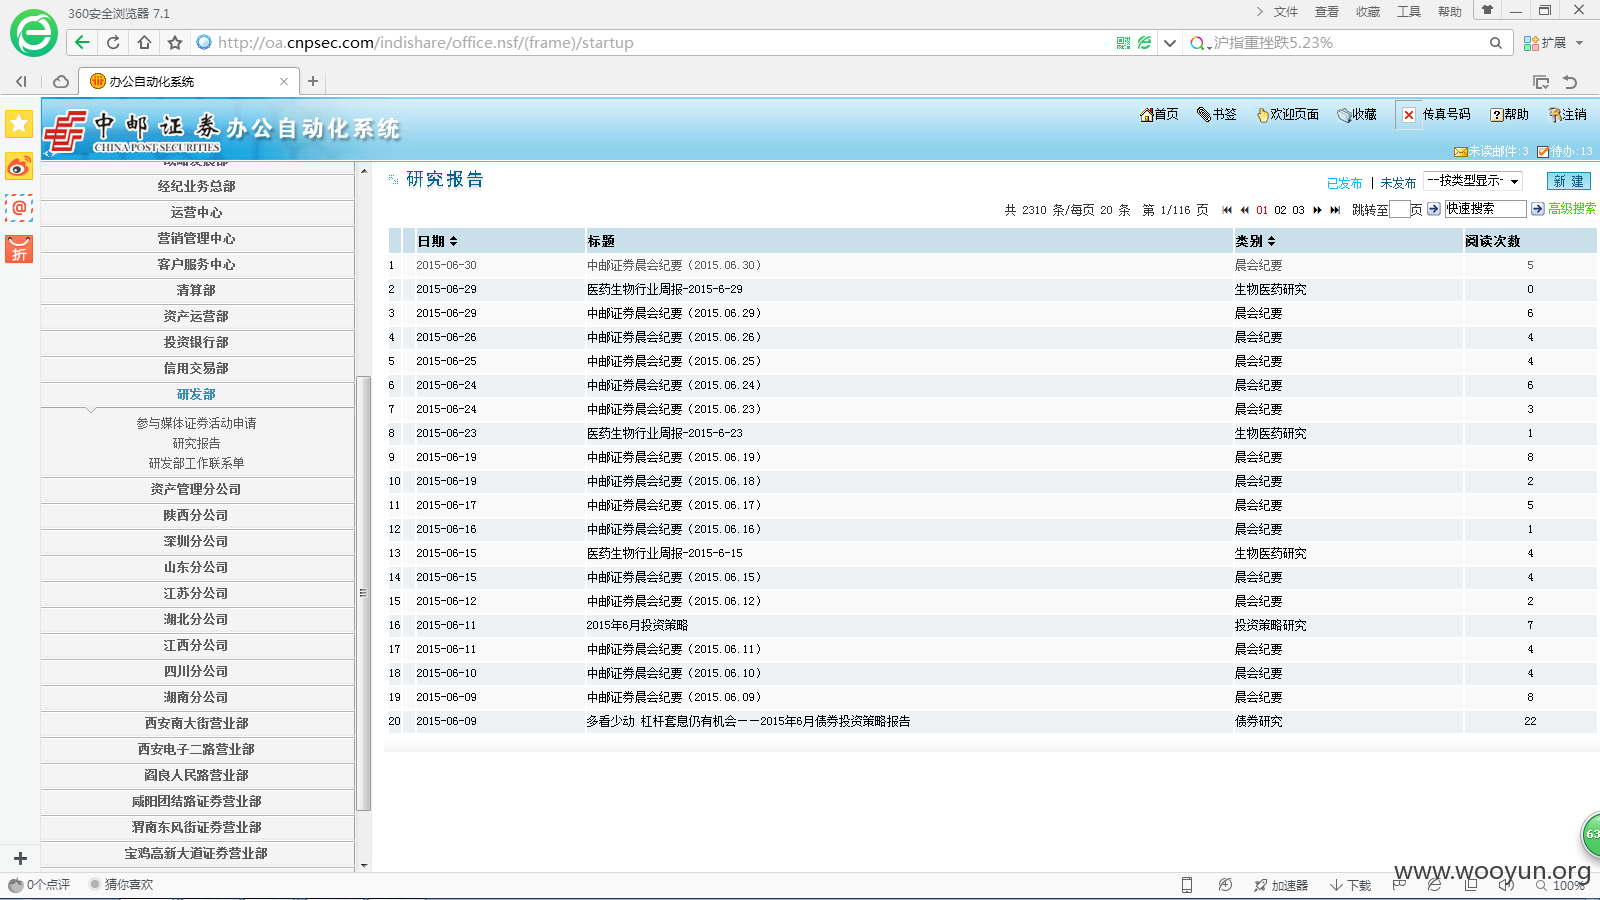 360安全浏览器 7.1
文件 查看 收藏 工具 帮助
http://oa.cnpsec.com/indishare/office.nsf/(frame)/startup
沪指重挫跌5.23%
扩展
办公自动化系统
中邮证券办公自动化系统
CHINA POST SECURITIES
首页 书签 欢迎页面 收藏 传真号码 帮助 注销
未读邮件:3 待办:13
战略发展部
经纪业务总部
运营中心
营销管理中心
客户服务中心
清算部
资产运营部
投资银行部
信用交易部
研发部
参与媒体证券活动申请
研究报告
研发部工作联系单
资产管理分公司
陕西分公司
深圳分公司
山东分公司
江苏分公司
湖北分公司
江西分公司
四川分公司
湖南分公司
西安南大街营业部
西安电子二路营业部
阎良人民路营业部
咸阳团结路证券营业部
渭南东风街证券营业部
宝鸡高新大道证券营业部
研究报告
已发布 | 未发布 --按类型显示- 新 建
共 2310 条/每页 20 条 第 1/116 页 01 02 03 跳转至 页 快速搜索 高级搜索
日期 标题 类别 阅读次数
1 2015-06-30 中邮证券晨会纪要（2015.06.30） 晨会纪要 5
2 2015-06-29 医药生物行业周报-2015-6-29 生物医药研究 0
3 2015-06-29 中邮证券晨会纪要（2015.06.29） 晨会纪要 6
4 2015-06-26 中邮证券晨会纪要（2015.06.26） 晨会纪要 4
5 2015-06-25 中邮证券晨会纪要（2015.06.25） 晨会纪要 4
6 2015-06-24 中邮证券晨会纪要（2015.06.24） 晨会纪要 6
7 2015-06-24 中邮证券晨会纪要（2015.06.23） 晨会纪要 3
8 2015-06-23 医药生物行业周报-2015-6-23 生物医药研究 1
9 2015-06-19 中邮证券晨会纪要（2015.06.19） 晨会纪要 8
10 2015-06-19 中邮证券晨会纪要（2015.06.18） 晨会纪要 2
11 2015-06-17 中邮证券晨会纪要（2015.06.17） 晨会纪要 5
12 2015-06-16 中邮证券晨会纪要（2015.06.16） 晨会纪要 1
13 2015-06-15 医药生物行业周报-2015-6-15 生物医药研究 4
14 2015-06-15 中邮证券晨会纪要（2015.06.15） 晨会纪要 4
15 2015-06-12 中邮证券晨会纪要（2015.06.12） 晨会纪要 2
16 2015-06-11 2015年6月投资策略 投资策略研究 7
17 2015-06-11 中邮证券晨会纪要（2015.06.11） 晨会纪要 4
18 2015-06-10 中邮证券晨会纪要（2015.06.10） 晨会纪要 4
19 2015-06-09 中邮证券晨会纪要（2015.06.09） 晨会纪要 8
20 2015-06-09 多看少动 杠杆套息仍有机会——2015年6月债券投资策略报告 债券研究 22
折
63
www.wooyun.org
0个点评 猜你喜欢 加速器 下载 100%